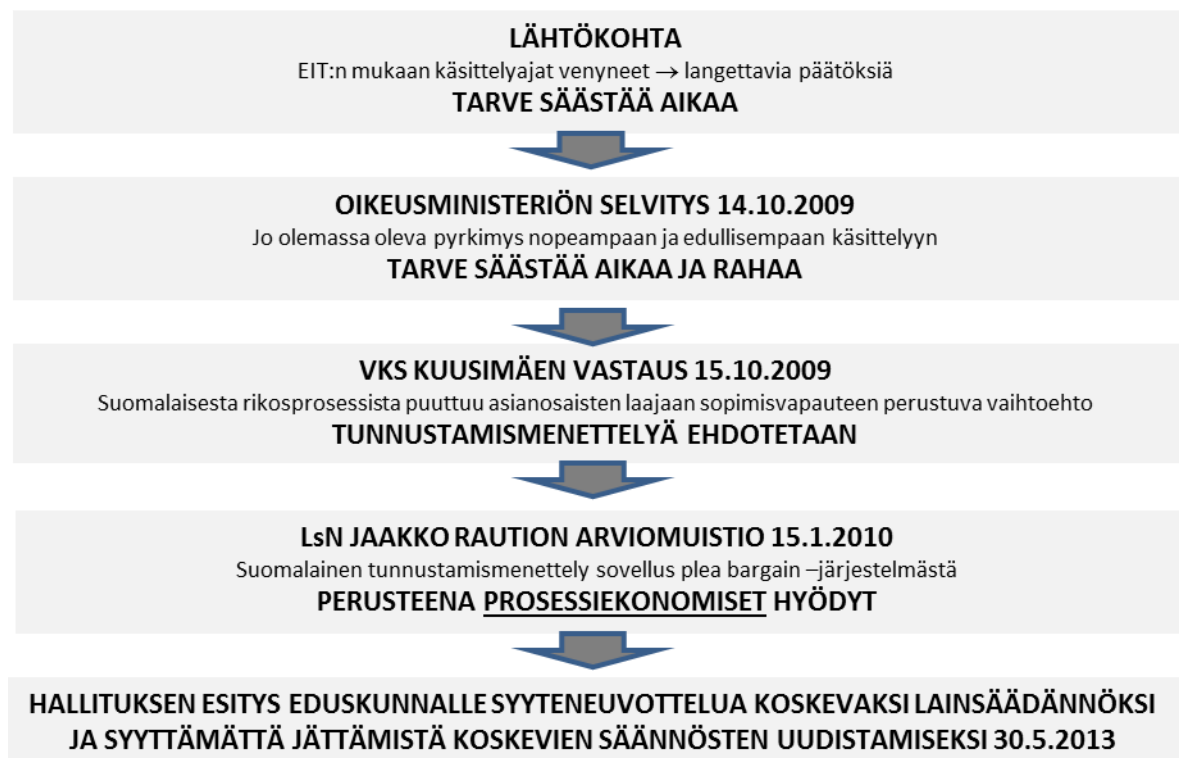 LÄHTÖKOHTA
EIT:n mukaan käsittelyajat venyneet → langettavia päätöksiä
TARVE SÄÄSTÄÄ AIKAA
OIKEUSMINISTERIÖN SELVITYS 14.10.2009
Jo olemassa oleva pyrkimys nopeampaan ja edullisempaan käsittelyyn
TARVE SÄÄSTÄÄ AIKAA JA RAHAA
VKS KUUSIMÄEN VASTAUS 15.10.2009
Suomalaisesta rikosprosessista puuttuu asianosaisten laajaan sopimisvapauteen perustuva vaihtoehto
TUNNUSTAMISMENETTELYÄ EHDOTETAAN
LsN JAAKKO RAUTION ARVIOMUISTIO 15.1.2010
Suomalainen tunnustamismenettely sovellus plea bargain –järjestelmästä
PERUSTEENA PROSESSIEKONOMISET HYÖDYT
HALLITUKSEN ESITYS EDUSKUNNALLE SYYTENEUVOTTELUA KOSKEVAKSI LAINSÄÄDÄNNÖKSI
JA SYYTTÄMÄTTÄ JÄTTÄMISTÄ KOSKEVIEN SÄÄNNÖSTEN UUDISTAMISEKSI 30.5.2013